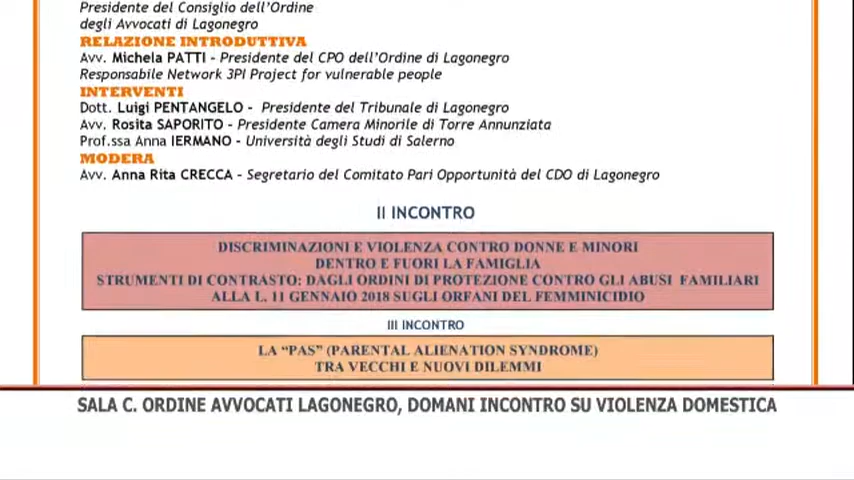 Presidente del Consiglio dell'Ordine
degli Avvocati di Lagonegro
RELAZIONE INTRODUTTIVA
Avv. Michela PATTI - Presidente del CPO dell'Ordine di Lagonegro
Responsabile Network 3PI Project for vulnerable people
INTERVENTI
Dott. Luigi PENTANGELO - Presidente del Tribunale di Lagonegro
Avv. Rosita SAPORITO - Presidente Camera Minorile di Torre Annunziata
Prof.ssa Anna IERMANO - Università degli Studi di Salerno
MODERA
Avv. Anna Rita CRECCA - Segretario del Comitato Pari Opportunità del CDO di Lagonegro
II INCONTRO
DISCRIMINAZIONI E VIOLENZA CONTRO DONNE E MINORI
DENTRO E FUORI LA FAMIGLIA
STRUMENTI DI CONTRASTO: DAGLI ORDINI DI PROTEZIONE CONTRO GLI ABUSI FAMILIARI
ALLA L. 11 GENNAIO 2018 SUGLI ORFANI DEL FEMMINICIDIO
III INCONTRO
LA "PAS" (PARENTAL ALIENATION SYNDROME)
TRA VECCHI E NUOVI DILEMMI
SALA C. ORDINE AVVOCATI LAGONEGRO, DOMANI INCONTRO SU VIOLENZA DOMESTICA